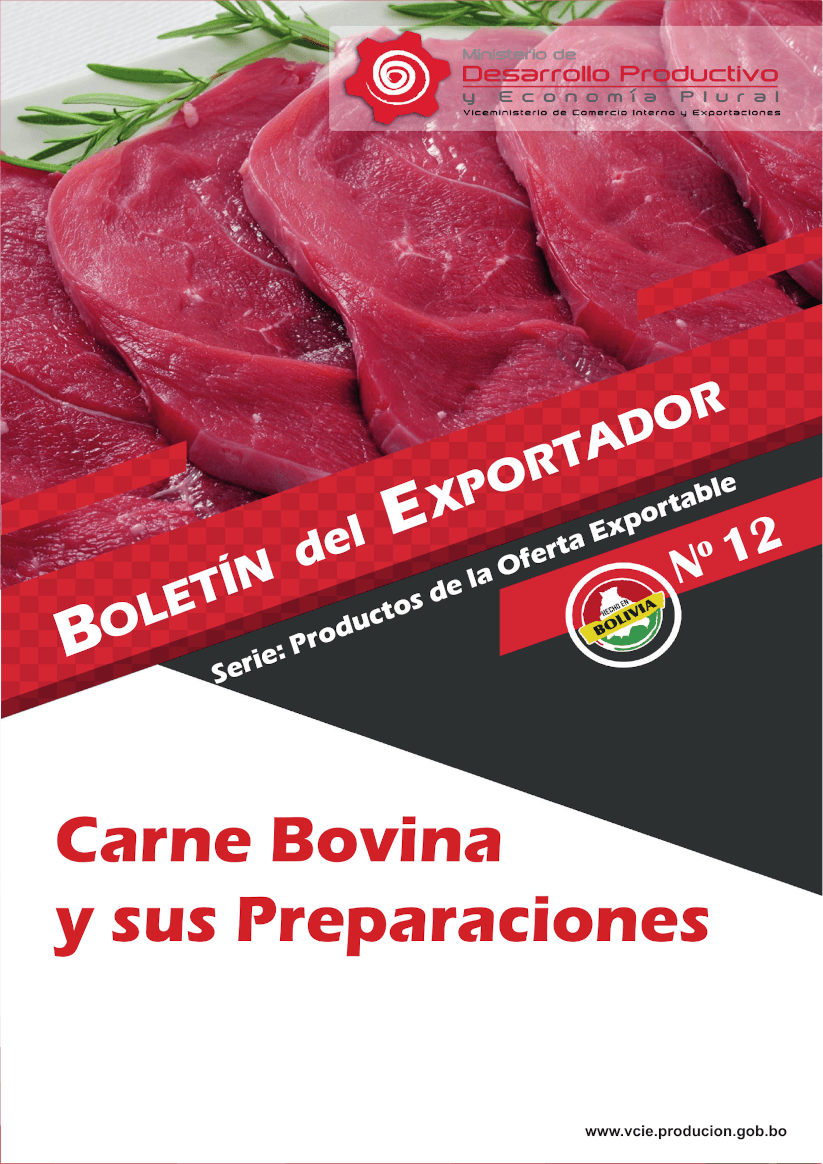 Ministerio de
Desarrollo Productivo
y Economía Plural
Viceministerio de Comercio Interno y Exportaciones
BOLETÍN del EXPORTADOR
Serie: Productos de la Oferta Exportable
Nº 12
HECHO EN
BOLIVIA
Carne Bovina
y sus Preparaciones
www.vcie.producion.gob.bo